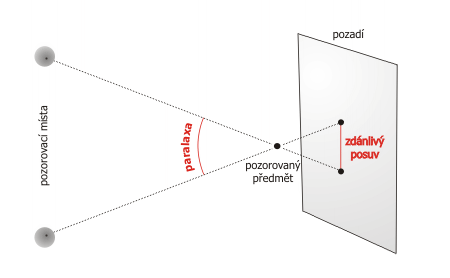 pozadí
pozorovací místa
paralaxa
zdánlivý
posuv
pozorovaný
předmět